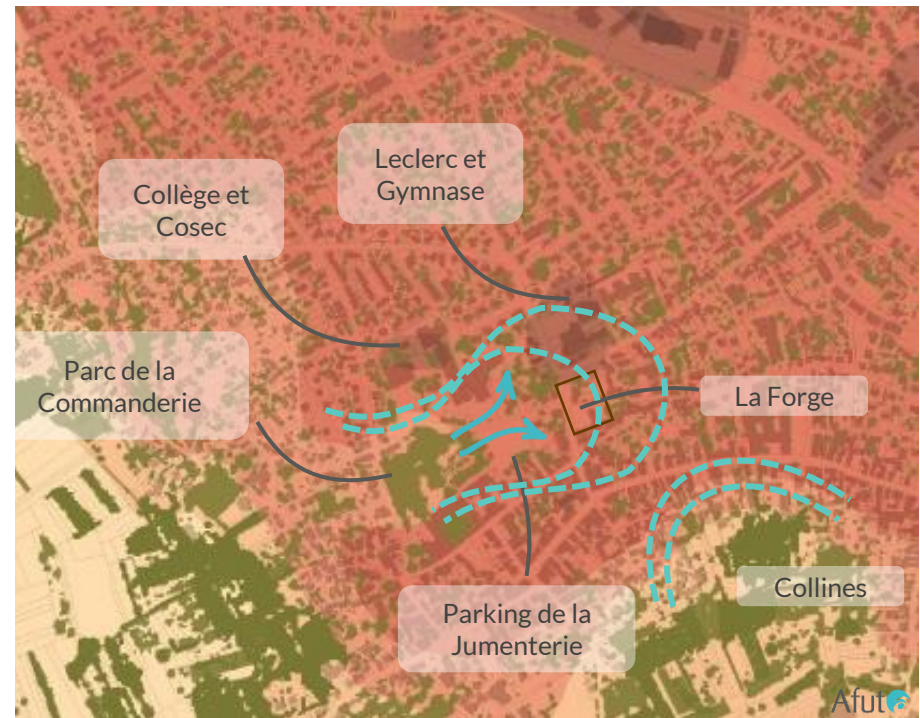 Leclerc et
Gymnase
Collège et
Cosec
Parc de la
Commanderie
La Forge
Collines
Parking de la
Jumenterie
Afut